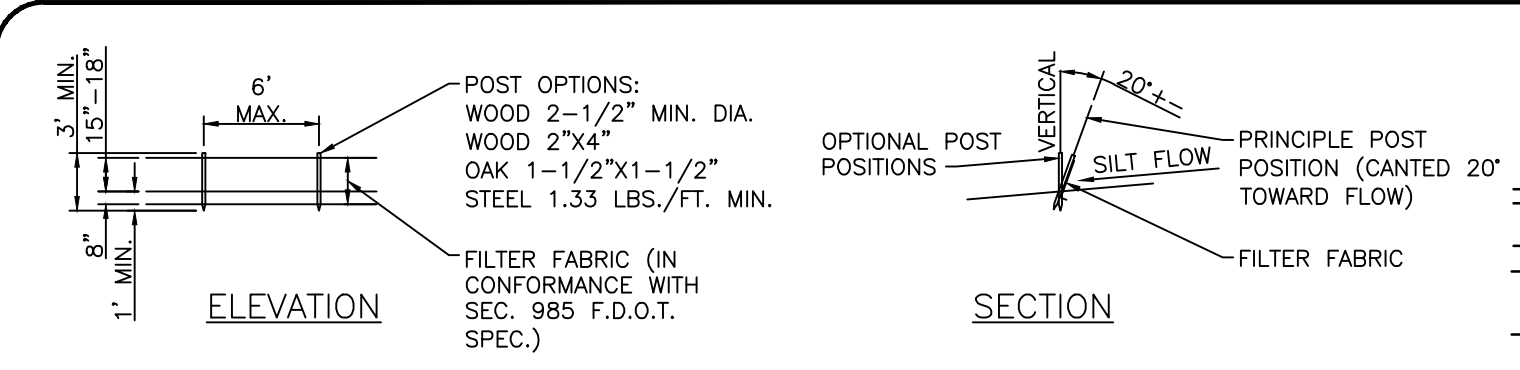 3' MIN.
15"-18"
6'
MAX.
8"
1' MIN.
POST OPTIONS:
WOOD 2-1/2" MIN. DIA.
WOOD 2"X4"
OAK 1-1/2"X1-1/2"
STEEL 1.33 LBS./FT. MIN.
FILTER FABRIC (IN
CONFORMANCE WITH
SEC. 985 F.D.O.T.
SPEC.)
ELEVATION
VERTICAL
20°+-
OPTIONAL POST
POSITIONS
SILT FLOW
PRINCIPLE POST
POSITION (CANTED 20°
TOWARD FLOW)
FILTER FABRIC
SECTION